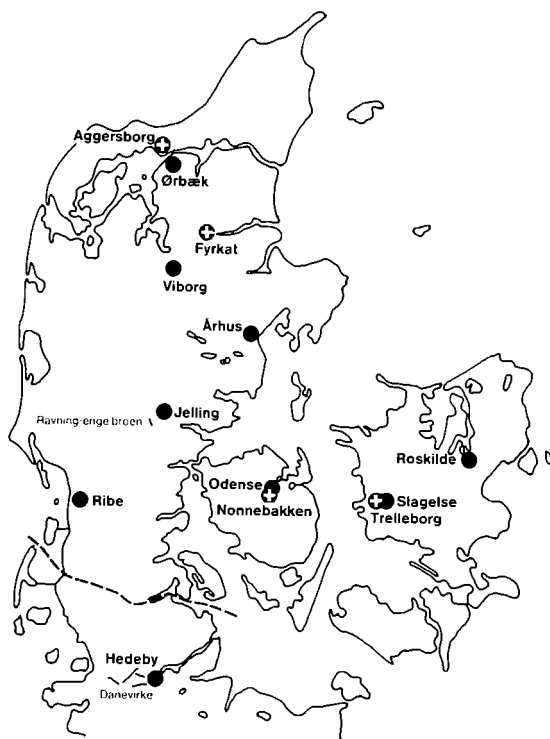 Aggersborg
Ørbæk
Fyrkat
Viborg
Århus
Jelling
Ravning-enge broen
Roskilde
Odense
Nonnebakken
Slagelse
Trelleborg
Ribe
Hedeby
Danevirke